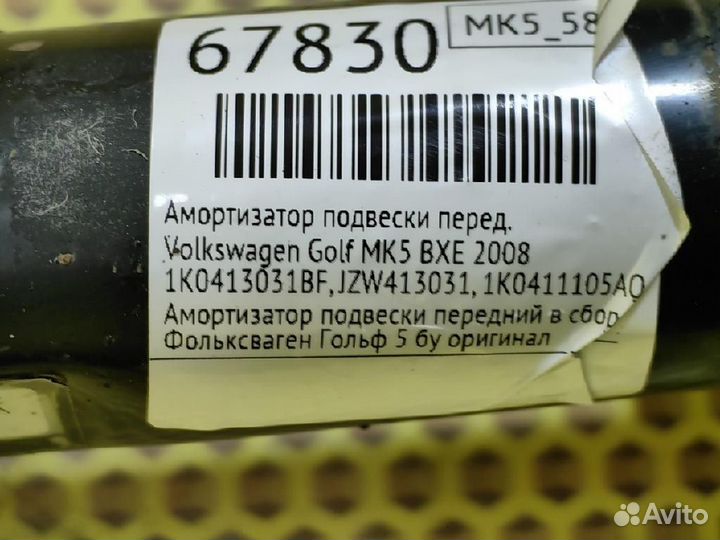 67830
MK5_58
Амортизатор подвески перед.
Volkswagen Golf MK5 BXE 2008
1K0413031BF, JZW413031, 1K0411105AQ
Амортизатор подвески передний в сбор
Фольксваген Гольф 5 бу оригинал
Avito